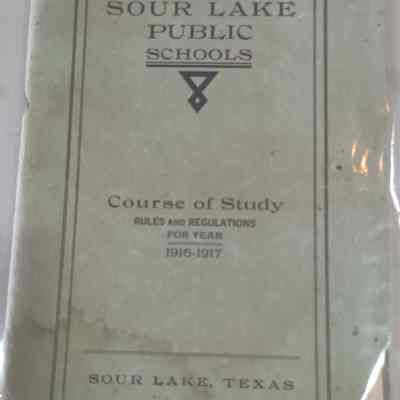 SOUR LAKE
PUBLIC
SCHOOLS
Course of Study
RULES AND REGULATIONS
FOR YEAR
1916-1917
SOUR LAKE, TEXAS